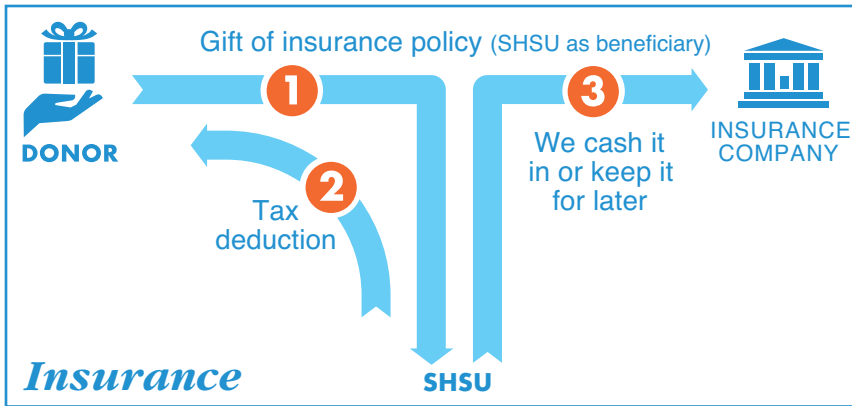 Gift of insurance policy (SHSU as beneficiary)
1
3
DONOR
INSURANCE
COMPANY
We cash it
in or keep it
for later
2
Tax
deduction
Insurance
SHSU